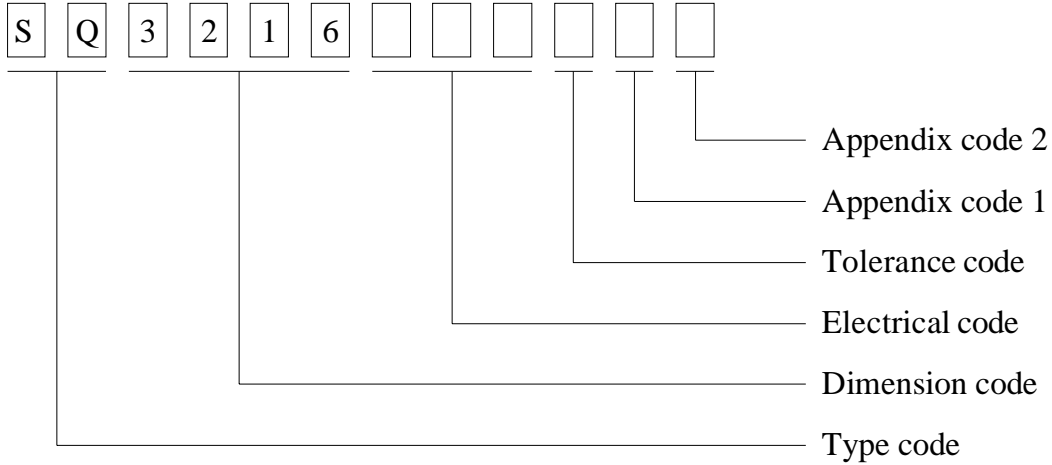 S Q 3 2 1 6
Appendix code 2
Appendix code 1
Tolerance code
Electrical code
Dimension code
Type code